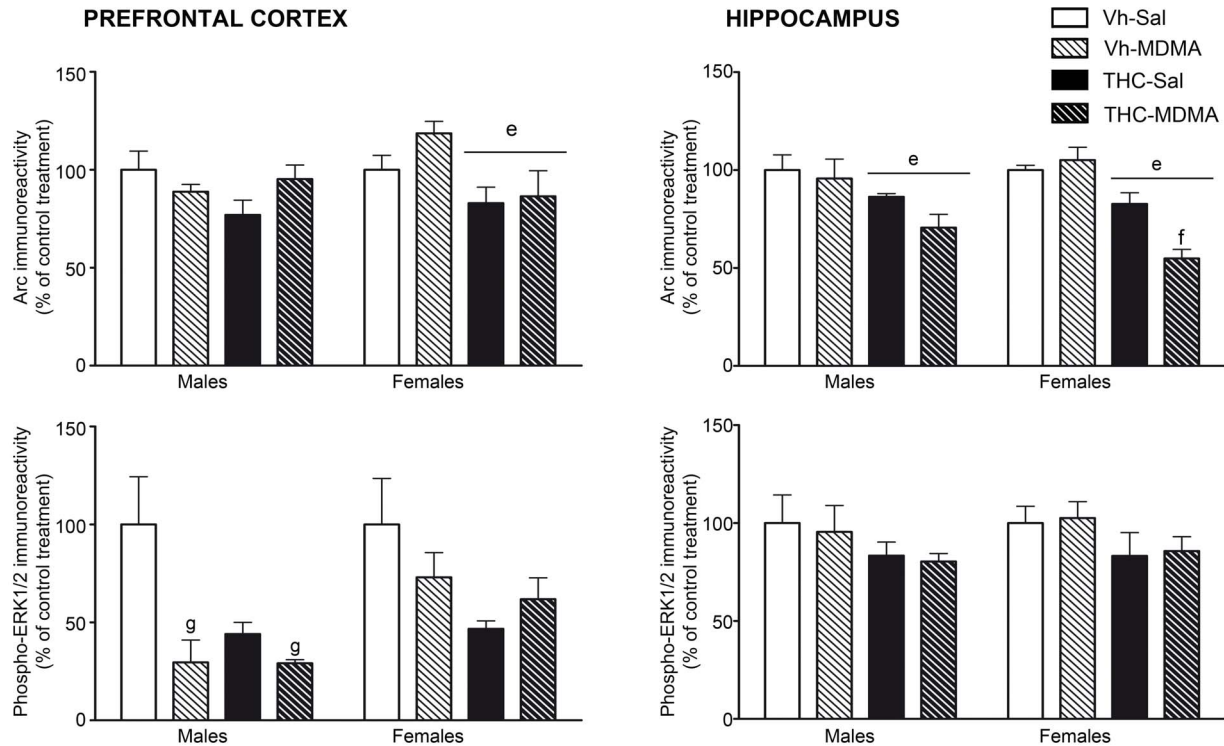 PREFRONTAL CORTEX
HIPPOCAMPUS
Vh-Sal
Vh-MDMA
THC-Sal
THC-MDMA
Arc immunoreactivity
(% of control treatment)
150
100
50
0
e
Males
Females
Arc immunoreactivity
(% of control treatment)
150
100
50
0
e
e
f
Males
Females
Phospho-ERK1/2 immunoreactivity
(% of control treatment)
150
100
50
0
g
g
Males
Females
Phospho-ERK1/2 immunoreactivity
(% of control treatment)
150
100
50
0
Males
Females